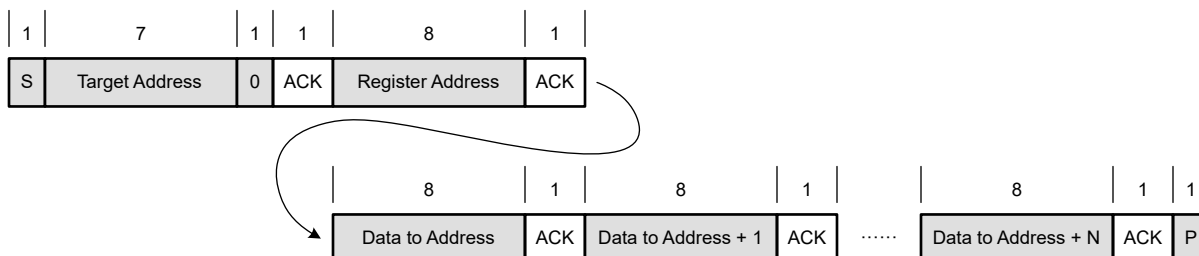 1 7 1 1 8 1
S Target Address 0 ACK Register Address ACK
8 1 8 1 8 1 1
Data to Address ACK Data to Address + 1 ACK ...... Data to Address + N ACK P